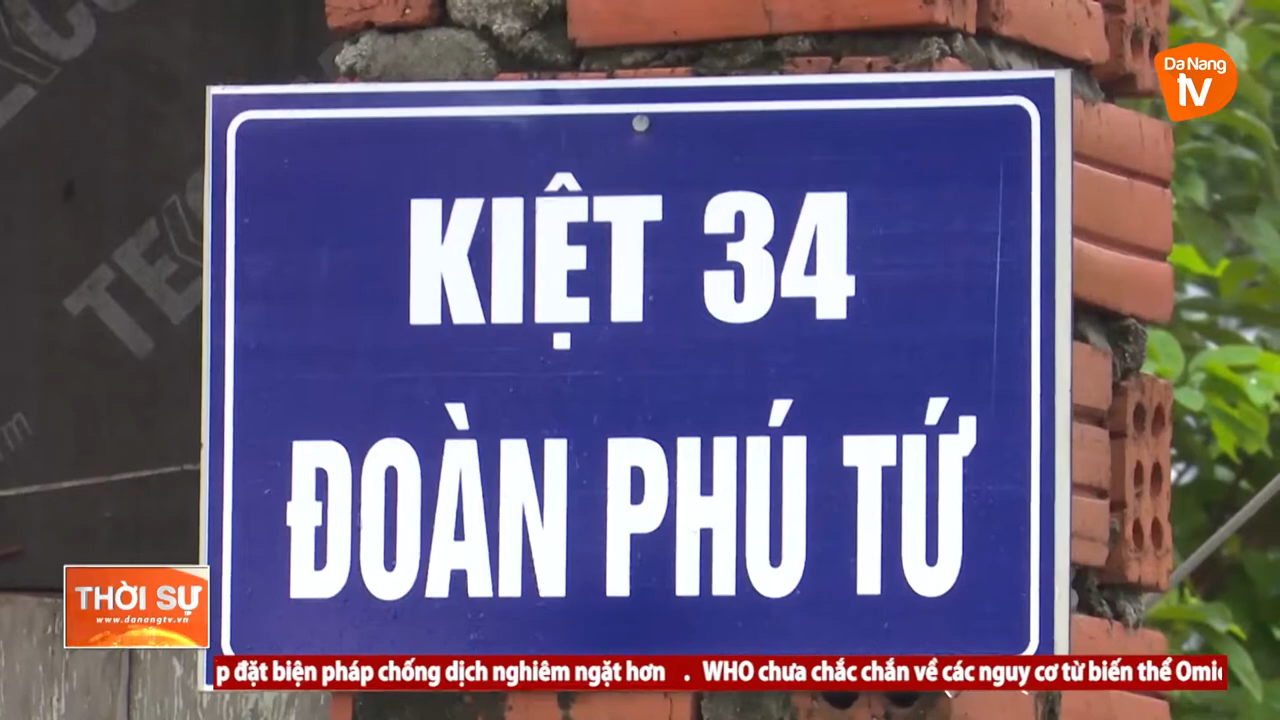 Da Nang
tv
KIỆT 34
ĐOÀN PHÚ TỨ
THỜI SỰ
www.danangtv.vn
đặt biện pháp chống dịch nghiêm ngặt hơn . WHO chưa chắc chắn về các nguy cơ từ biến thể